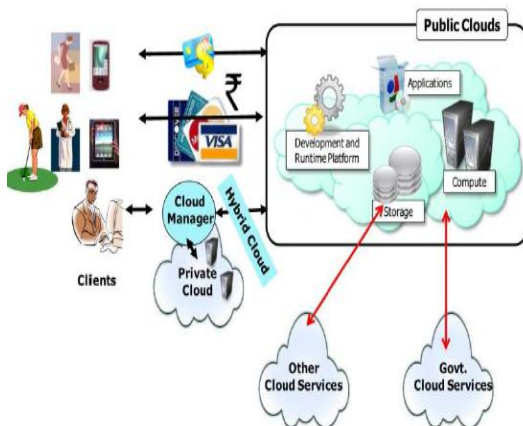 Public Clouds
Applications
Development and
Runtime Platform
Compute
Storage
$
₹
VISA
Cloud
Manager
Hybrid Cloud
Private
Cloud
Clients
Other
Cloud Services
Govt.
Cloud Services